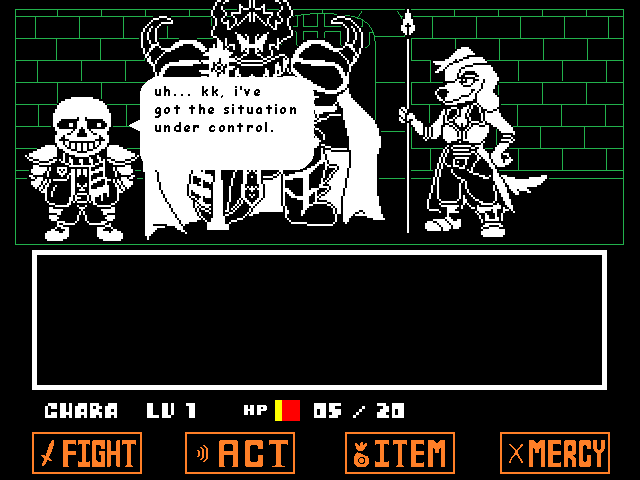 uh... kk, i've
got the situation
under control.
CHARA LV 1 HP 05 / 20
FIGHT ACT ITEM MERCY